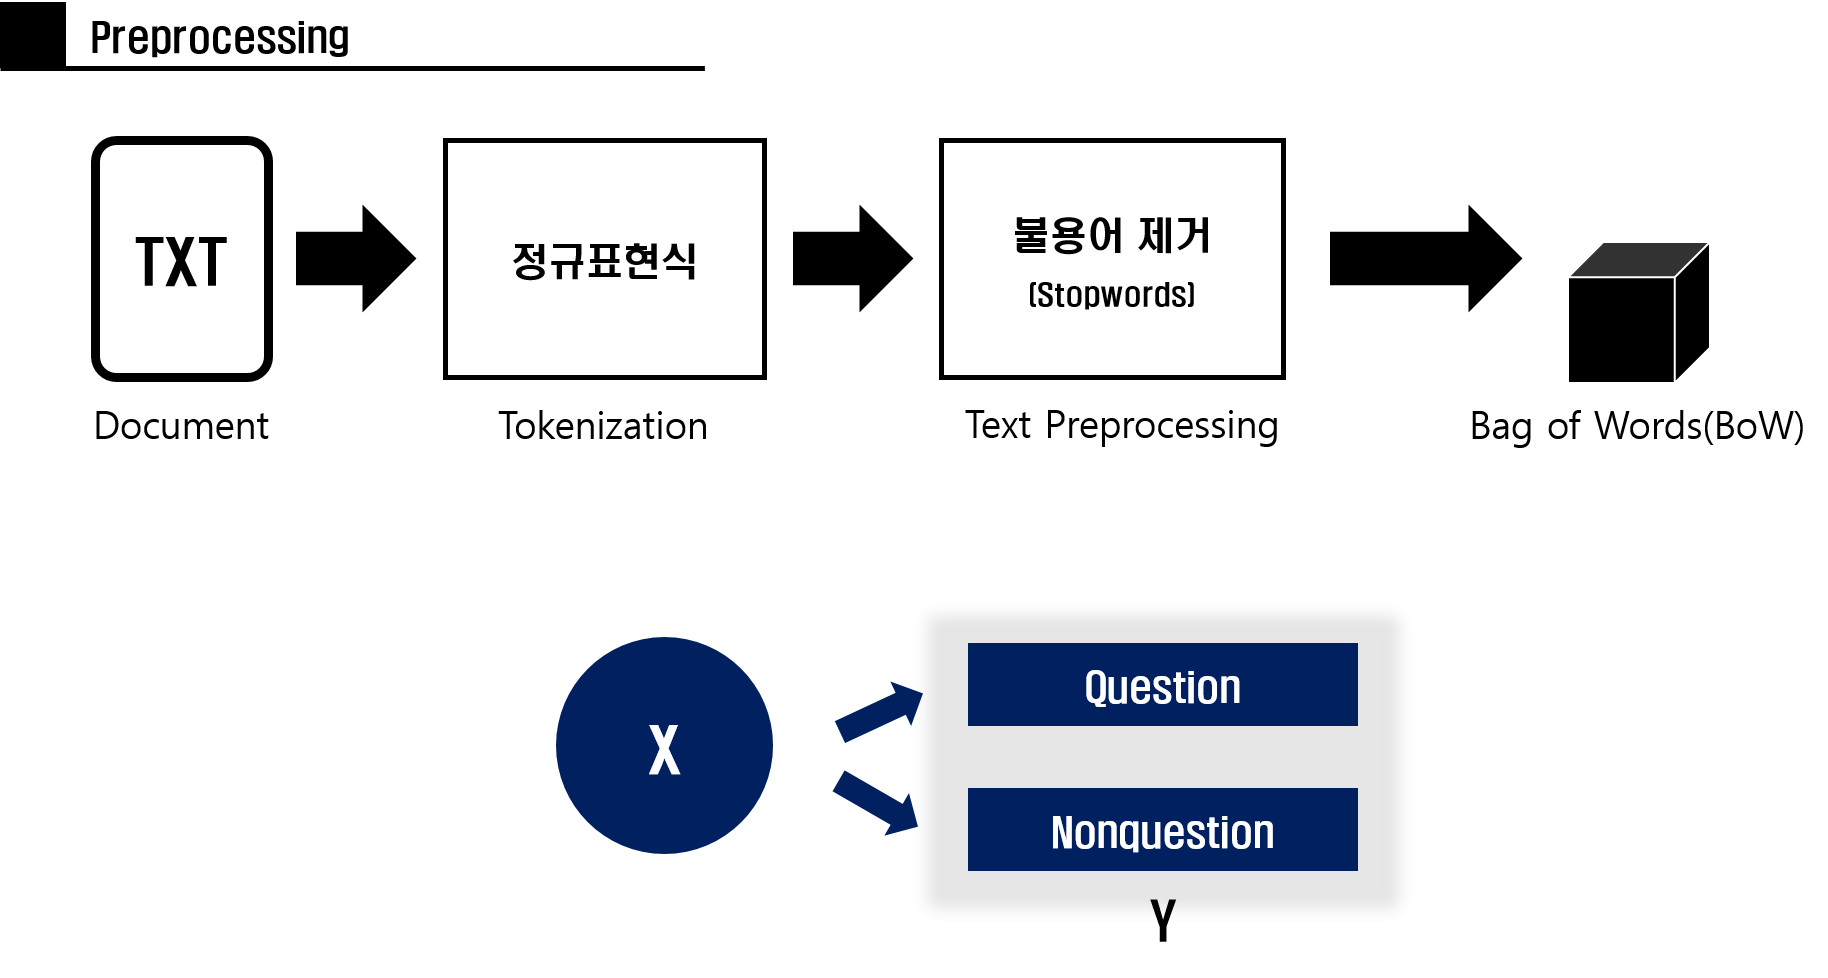 Preprocessing
TXT
정규표현식
불용어 제거
(Stopwords)
Document
Tokenization
Text Preprocessing
Bag of Words(BoW)
X
Question
Nonquestion
Y